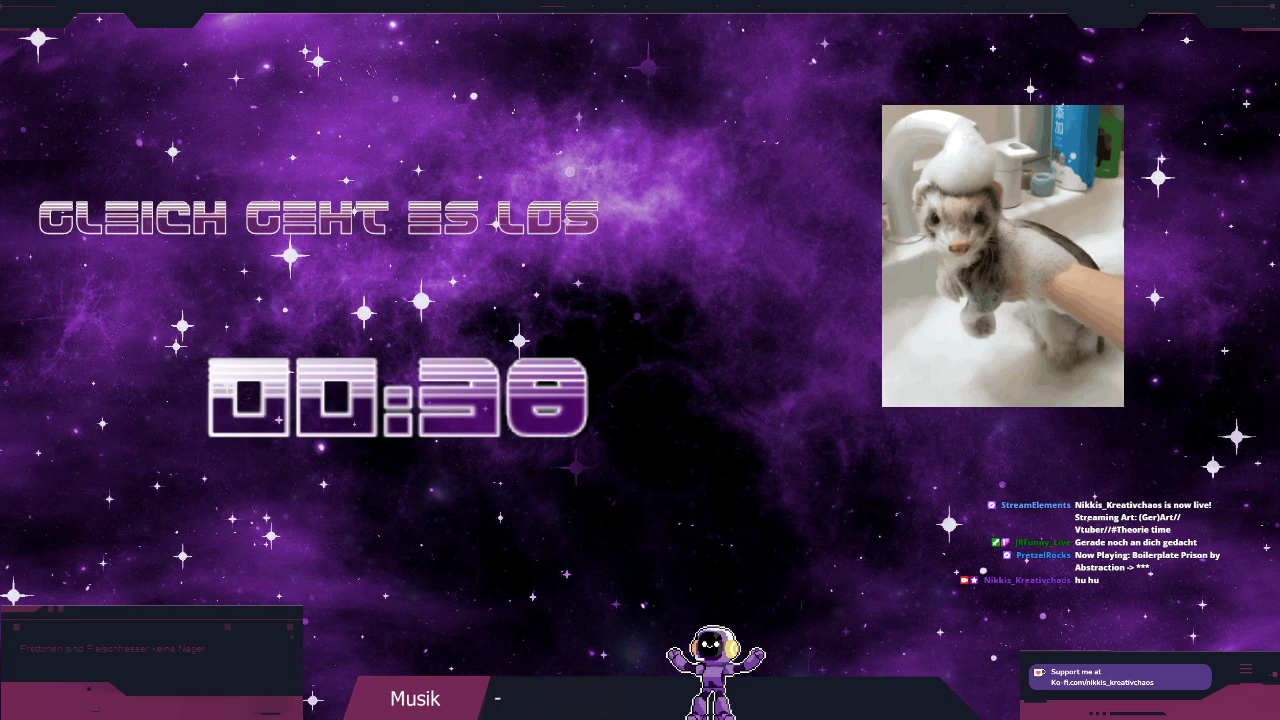 GLEICH GEHT ES LOS
00:38
StreamElements Nikkis_Kreativchaos is now live!
Streaming Art: (Ger)Art//
Vtuber//#Theorie time
JRFunny_Live Gerade noch an dich gedacht
PretzelRocks Now Playing: Boilerplate Prison by
Abstraction -> ***
Nikkis_Kreativchaos hu hu
Frettchen sind Fleischfresser keine Nager
Musik -
Support me at
Ko-fi.com/nikkis_kreativchaos